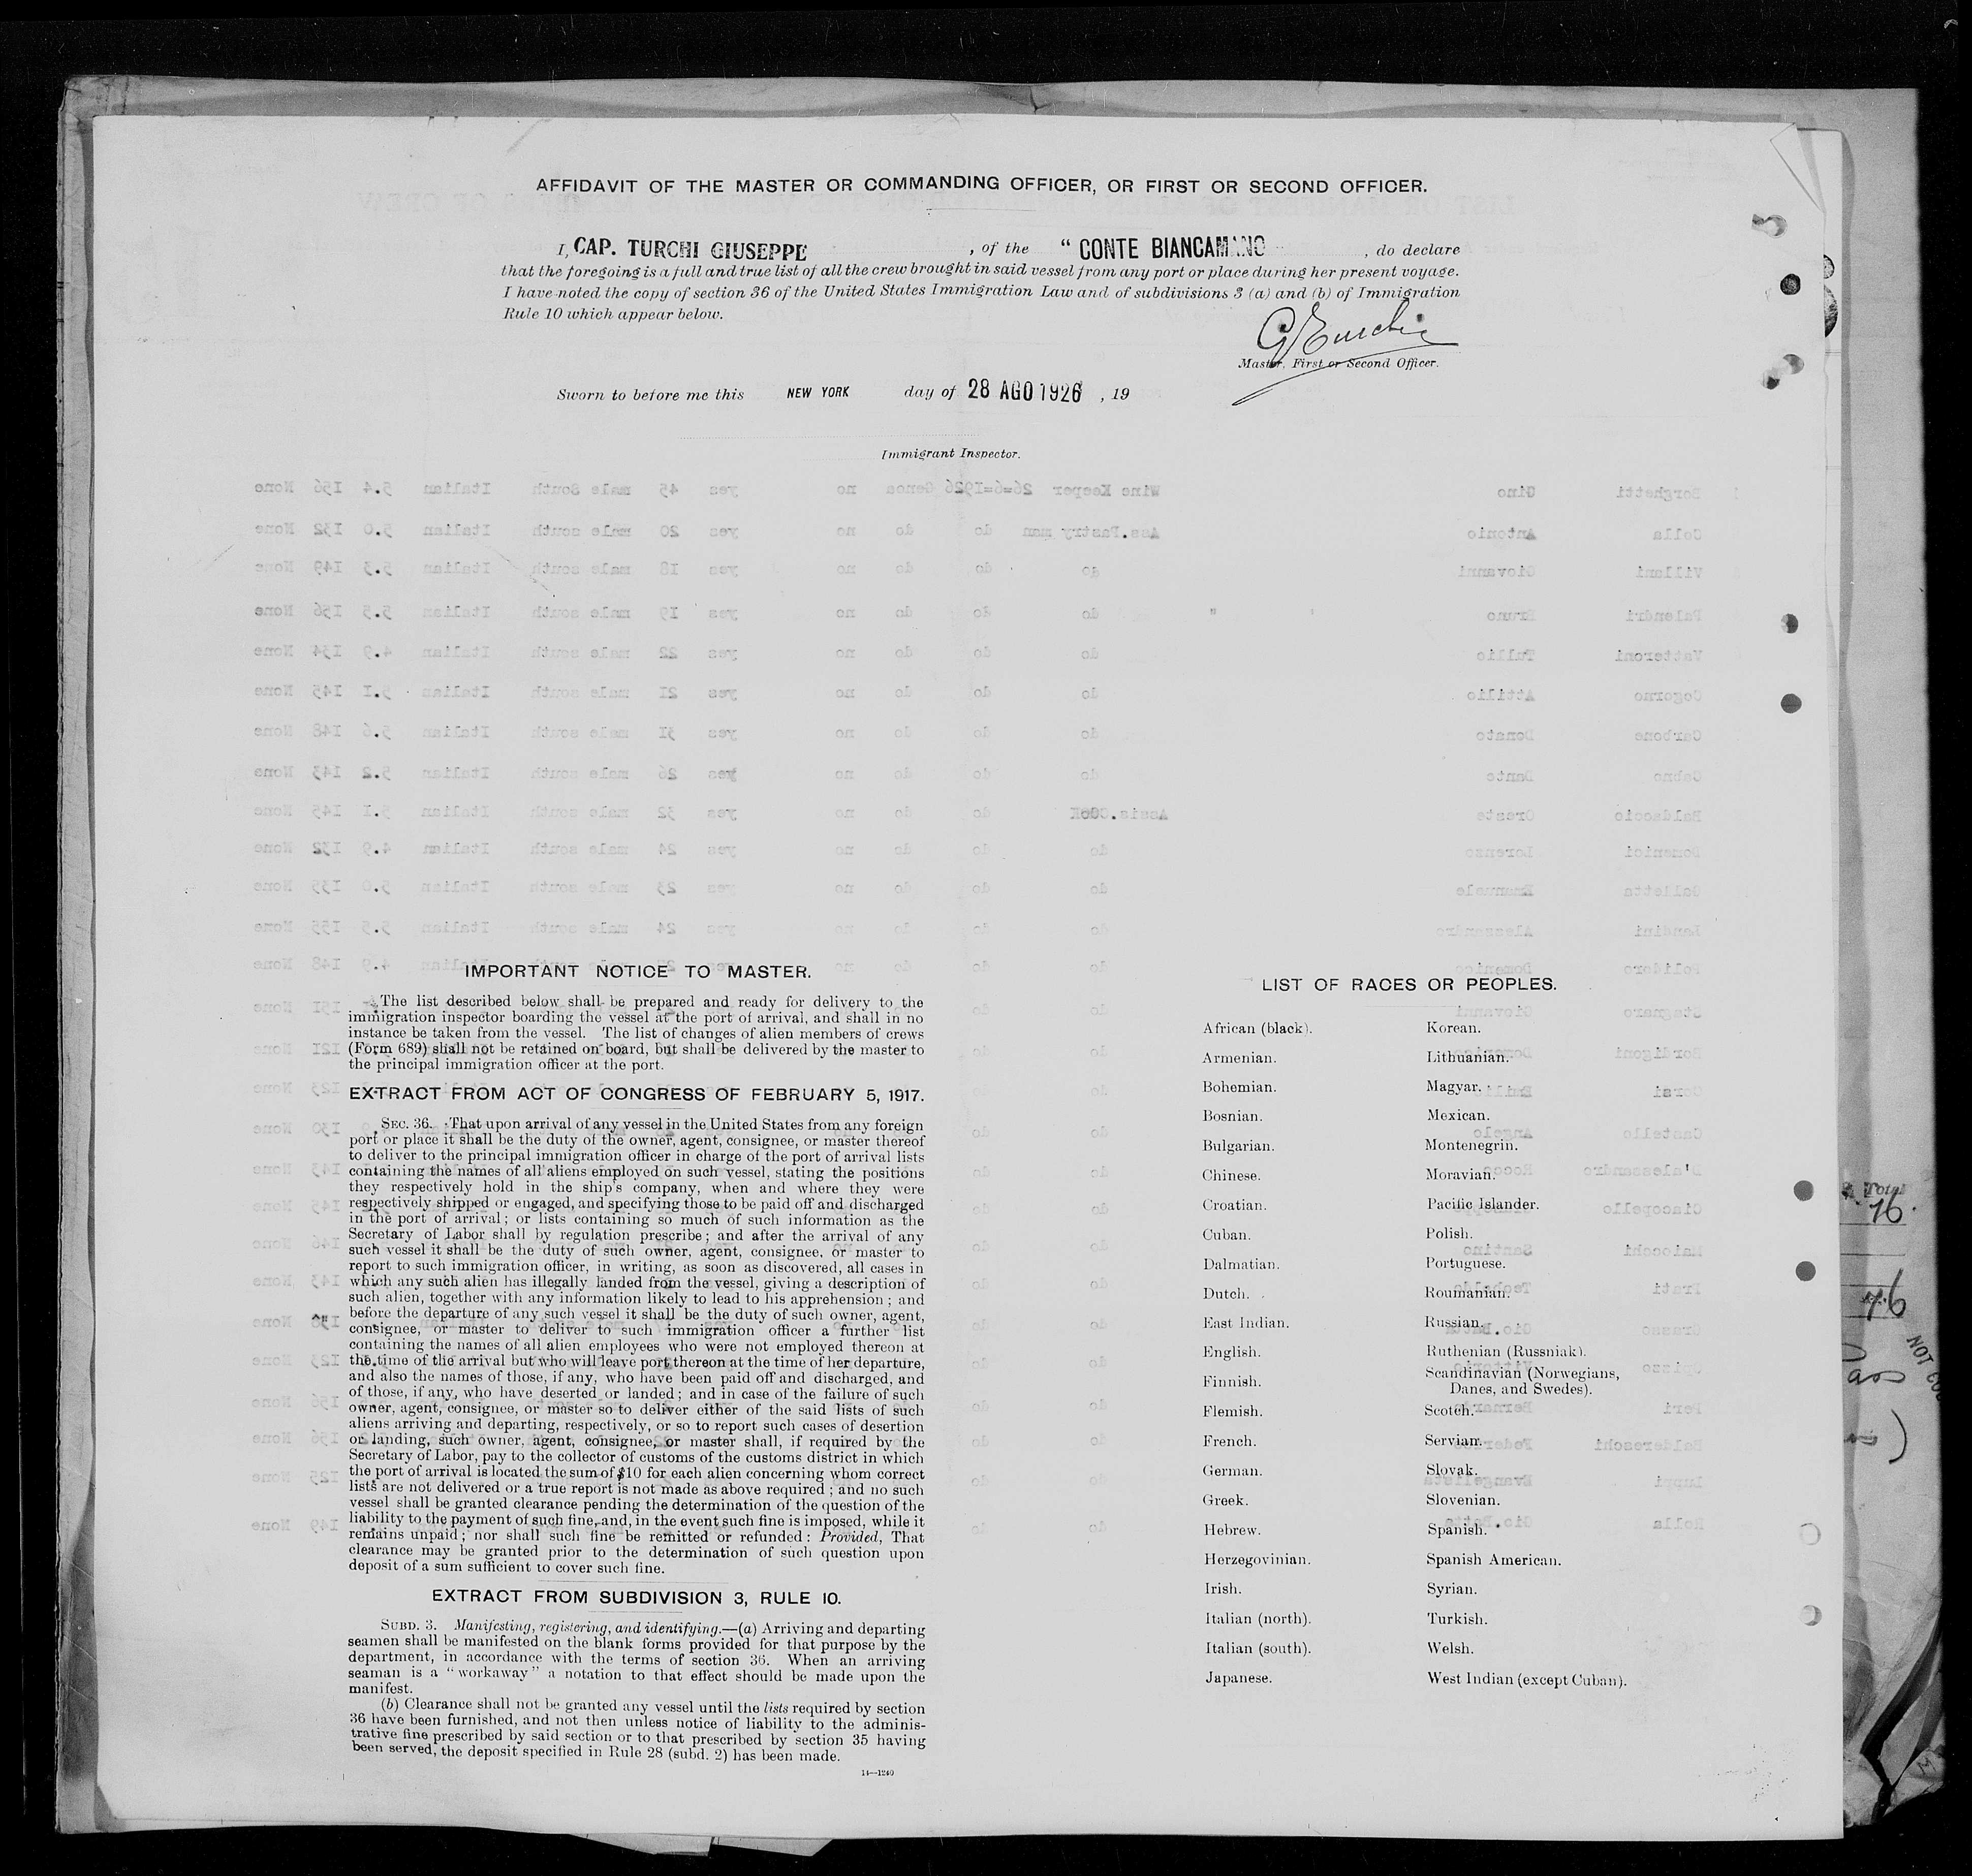 AFFIDAVIT OF THE MASTER OR COMMANDING OFFICER, OR FIRST OR SECOND OFFICER.
I, CAP. TURCHI GIUSEPPE, of the " CONTE BIANCAMANO, do declare
that the foregoing is a full and true list of all the crew brought in said vessel from any port or place during her present voyage.
I have noted the copy of section 36 of the United States Immigration Law and of subdivisions 3 (a) and (b) of Immigration
Rule 10 which appear below.
Master, First or Second Officer.
Sworn to before me this NEW YORK day of 28 AGO 1926, 19
Immigrant Inspector.
IMPORTANT NOTICE TO MASTER.
The list described below shall be prepared and ready for delivery to the
immigration inspector boarding the vessel at the port of arrival, and shall in no
instance be taken from the vessel. The list of changes of alien members of crews
(Form 689) shall not be retained on board, but shall be delivered by the master to
the principal immigration officer at the port.
EXTRACT FROM ACT OF CONGRESS OF FEBRUARY 5, 1917.
SEC. 36. That upon arrival of any vessel in the United States from any foreign
port or place it shall be the duty of the owner, agent, consignee, or master thereof
to deliver to the principal immigration officer in charge of the port of arrival lists
containing the names of all aliens employed on such vessel, stating the positions
they respectively hold in the ship's company, when and where they were
respectively shipped or engaged, and specifying those to be paid off and discharged
in the port of arrival; or lists containing so much of such information as the
Secretary of Labor shall by regulation prescribe; and after the arrival of any
such vessel it shall be the duty of such owner, agent, consignee, or master to
report to such immigration officer, in writing, as soon as discovered, all cases in
which any such alien has illegally landed from the vessel, giving a description of
such alien, together with any information likely to lead to his apprehension; and
before the departure of any such vessel it shall be the duty of such owner, agent,
consignee, or master to deliver to such immigration officer a further list
containing the names of all alien employees who were not employed thereon at
the time of the arrival but who will leave port thereon at the time of her departure,
and also the names of those, if any, who have been paid off and discharged, and
of those, if any, who have deserted or landed; and in case of the failure of such
owner, agent, consignee, or master so to deliver either of the said lists of such
aliens arriving and departing, respectively, or so to report such cases of desertion
or landing, such owner, agent, consignee, or master shall, if required by the
Secretary of Labor, pay to the collector of customs of the customs district in which
the port of arrival is located the sum of $10 for each alien concerning whom correct
lists are not delivered or a true report is not made as above required; and no such
vessel shall be granted clearance pending the determination of the question of the
liability to the payment of such fine, and, in the event such fine is imposed, while it
remains unpaid; nor shall such fine be remitted or refunded: Provided, That
clearance may be granted prior to the determination of such question upon
deposit of a sum sufficient to cover such fine.
EXTRACT FROM SUBDIVISION 3, RULE 10.
SUBD. 3. Manifesting, registering, and identifying.—(a) Arriving and departing
seamen shall be manifested on the blank forms provided for that purpose by the
department, in accordance with the terms of section 36. When an arriving
seaman is a "workaway" a notation to that effect should be made upon the
manifest.
(b) Clearance shall not be granted any vessel until the lists required by section
36 have been furnished, and not then unless notice of liability to the adminis-
trative fine prescribed by said section or to that prescribed by section 35 having
been served, the deposit specified in Rule 28 (subd. 2) has been made.
14—1240
LIST OF RACES OR PEOPLES.
African (black).
Armenian.
Bohemian.
Bosnian.
Bulgarian.
Chinese.
Croatian.
Cuban.
Dalmatian.
Dutch.
East Indian.
English.
Finnish.
Flemish.
French.
German.
Greek.
Hebrew.
Herzegovinian.
Irish.
Italian (north).
Italian (south).
Japanese.
Korean.
Lithuanian.
Magyar.
Mexican.
Montenegrin.
Moravian.
Pacific Islander.
Polish.
Portuguese.
Roumanian.
Russian.
Ruthenian (Russniak).
Scandinavian (Norwegians,
Danes, and Swedes).
Scotch.
Servian.
Slovak.
Slovenian.
Spanish.
Spanish American.
Syrian.
Turkish.
Welsh.
West Indian (except Cuban).
Total
76
76